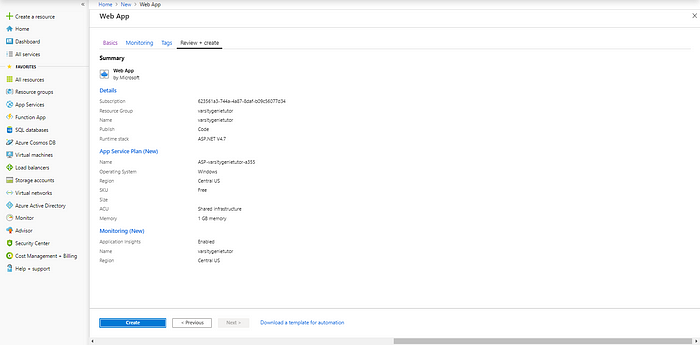 Create a resource
Home
Dashboard
All services
FAVORITES
All resources
Resource groups
App Services
Function App
SQL databases
Azure Cosmos DB
Virtual machines
Load balancers
Storage accounts
Virtual networks
Azure Active Directory
Monitor
Advisor
Security Center
Cost Management + Billing
Help + support
Home > New > Web App
Web App
Basics Monitoring Tags Review + create
Summary
Web App
by Microsoft
Details
Subscription 623561a3-744a-4a87-8daf-b09c56077d34
Resource Group varsitygenietutor
Name varsitygenietutor
Publish Code
Runtime stack ASP.NET V4.7
App Service Plan (New)
Name ASP-varsitygenietutor-a355
Operating System Windows
Region Central US
SKU Free
Size
ACU Shared infrastructure
Memory 1 GB memory
Monitoring (New)
Application Insights Enabled
Name varsitygenietutor
Region Central US
Create < Previous Next > Download a template for automation